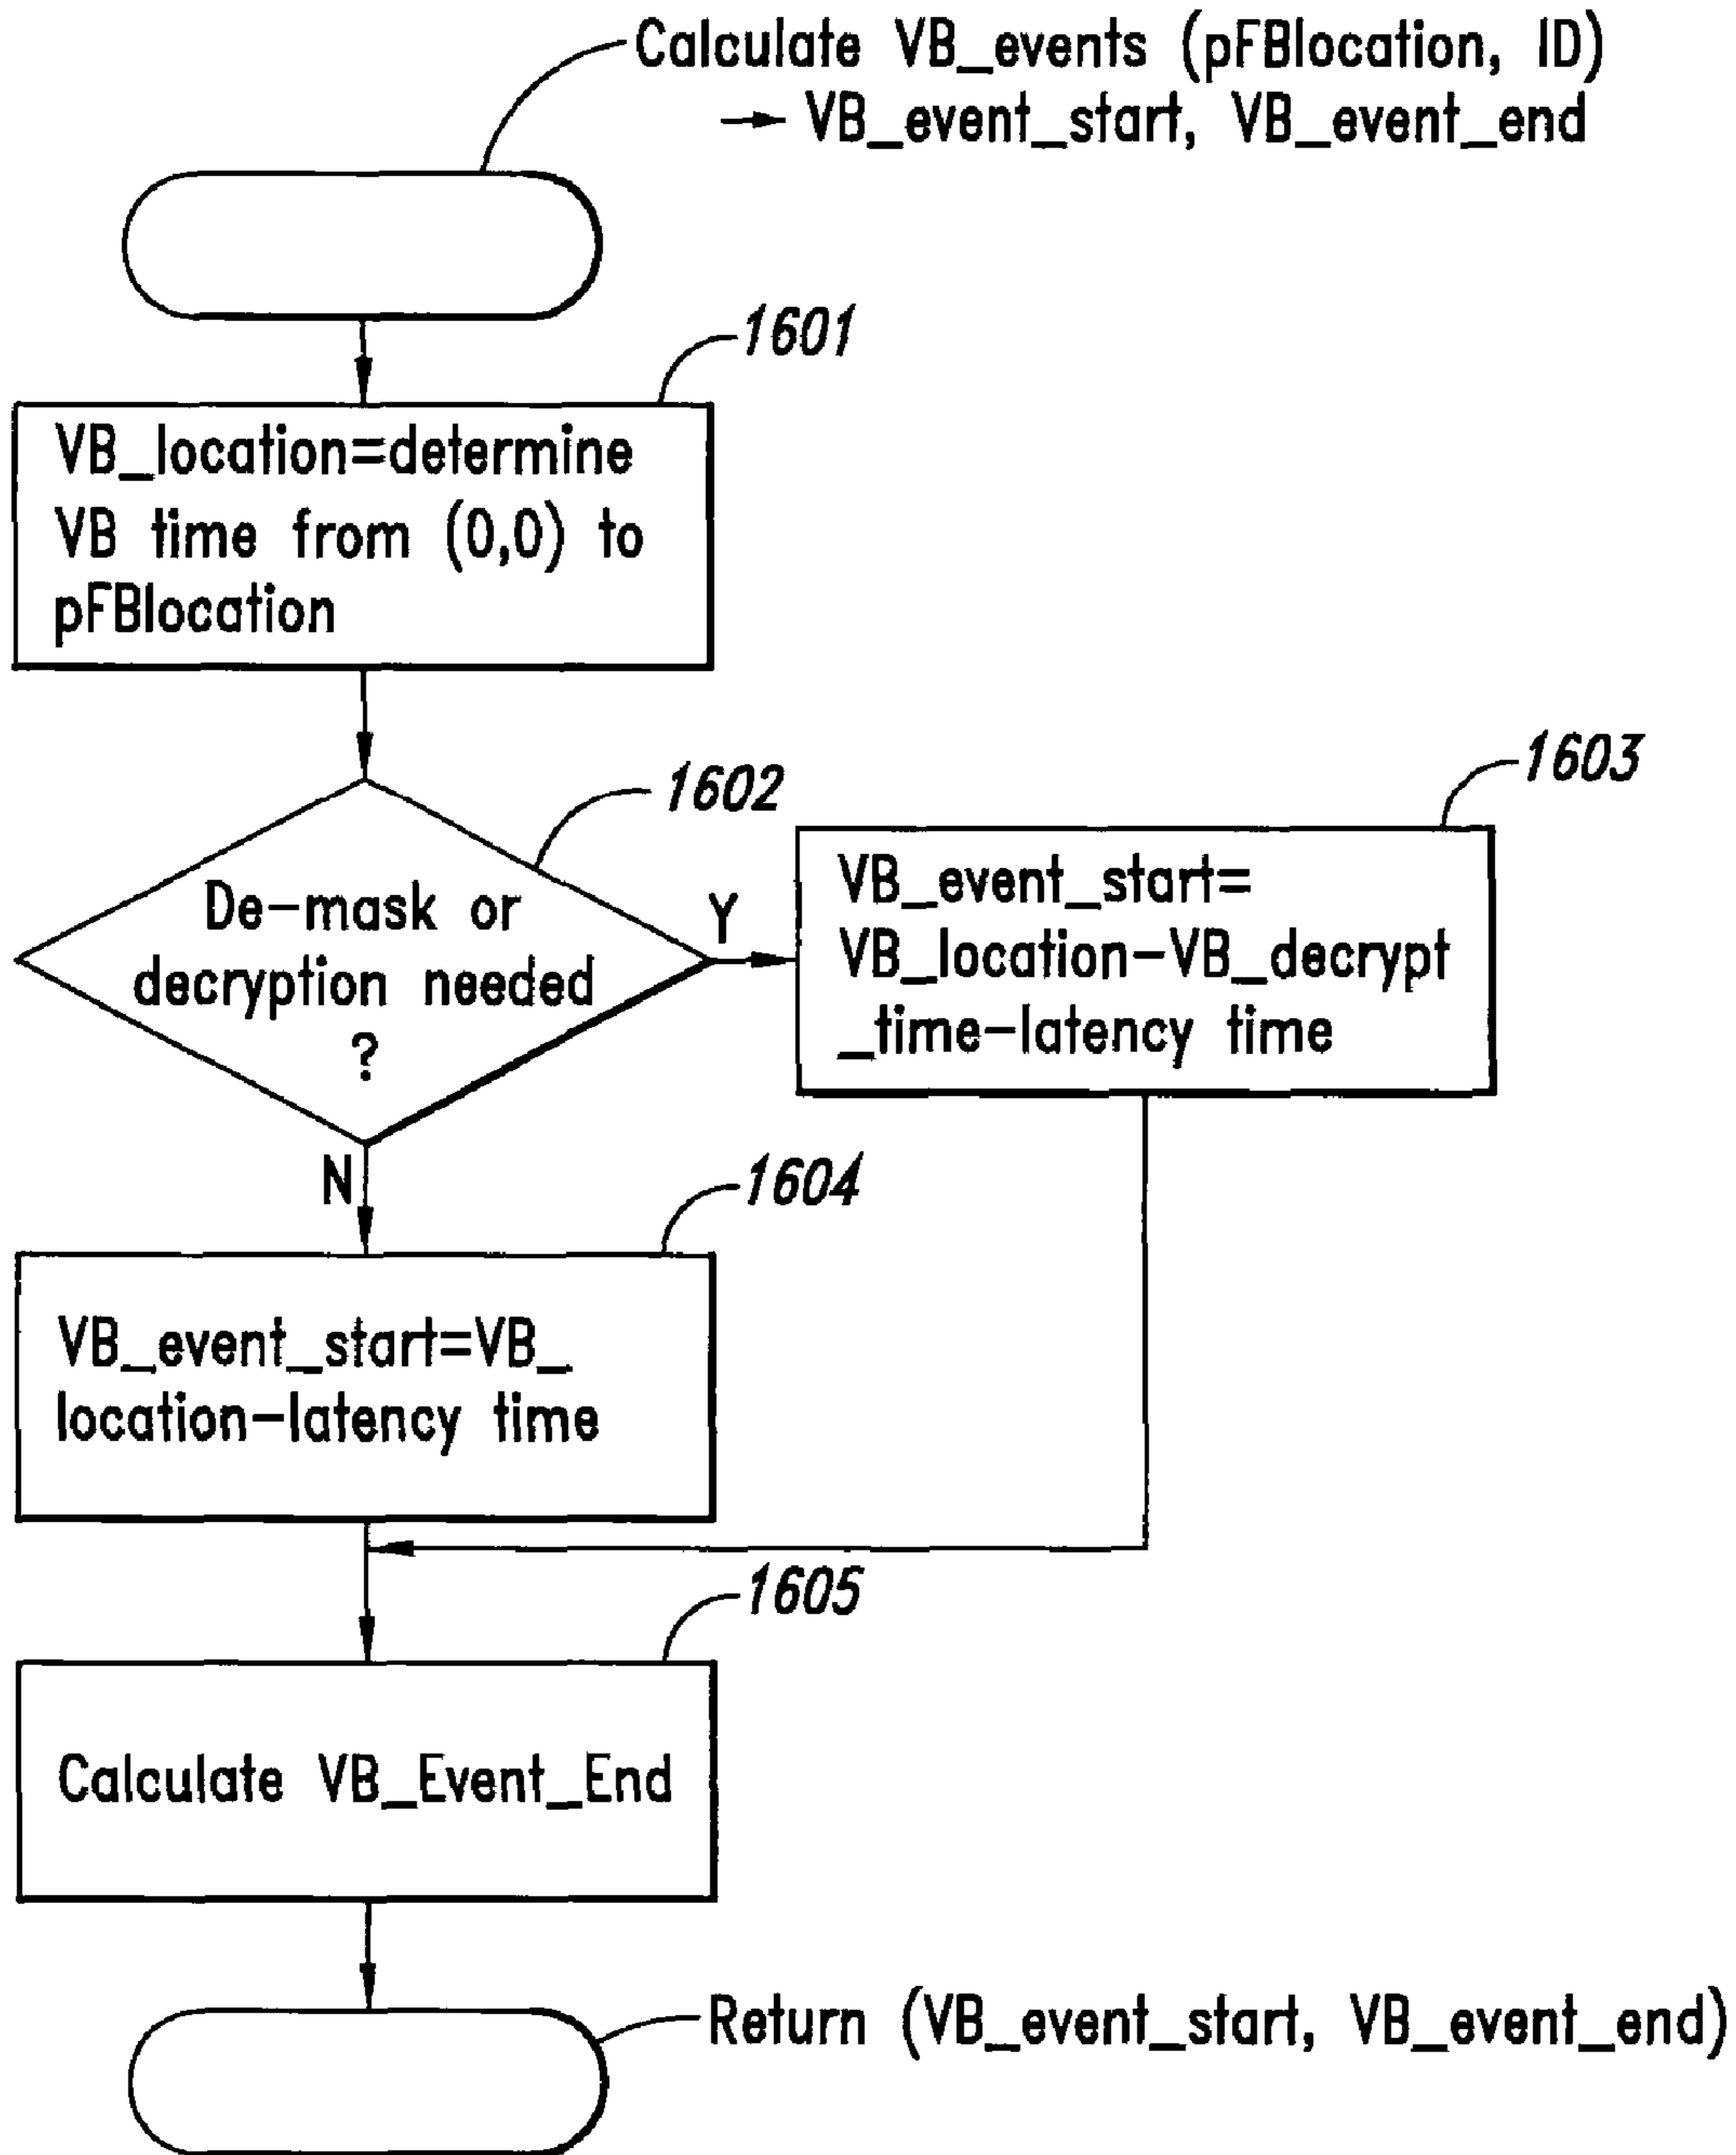 Calculate VB_events (pFBlocation, ID)
→ VB_event_start, VB_event_end
1601
VB_location=determine
VB time from (0,0) to
pFBlocation
1602
De-mask or
decryption needed
?
Y
N
1603
VB_event_start=
VB_location-VB_decrypt
_time-latency time
1604
VB_event_start=VB_
location-latency time
1605
Calculate VB_Event_End
Return (VB_event_start, VB_event_end)